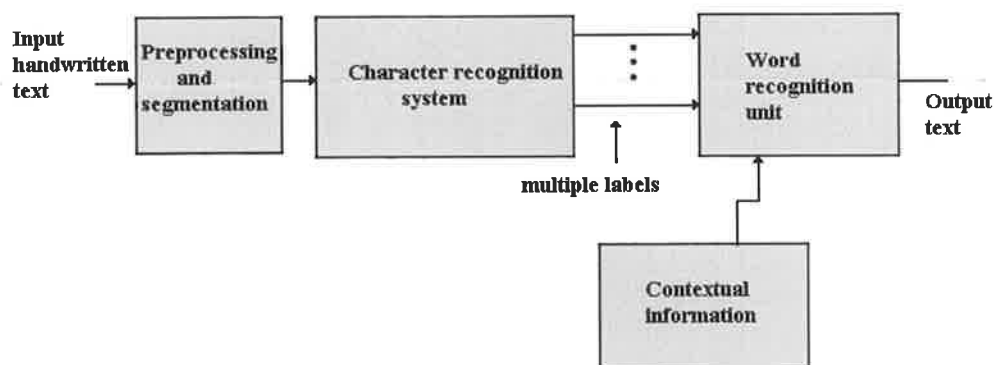 Input
handwritten
text
Preprocessing
and
segmentation
Character recognition
system
multiple labels
Word
recognition
unit
Output
text
Contextual
information